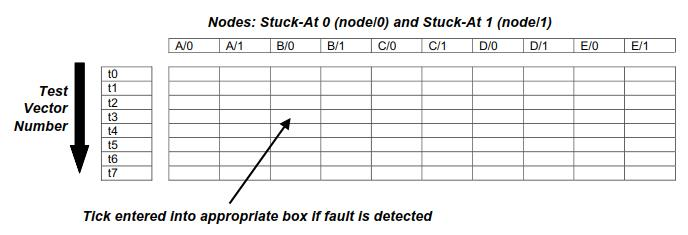 Nodes: Stuck-At 0 (node/0) and Stuck-At 1 (node/1)
A/0 A/1 B/0 B/1 C/0 C/1 D/0 D/1 E/0 E/1
Test
Vector
Number
t0
t1
t2
t3
t4
t5
t6
t7
Tick entered into appropriate box if fault is detected